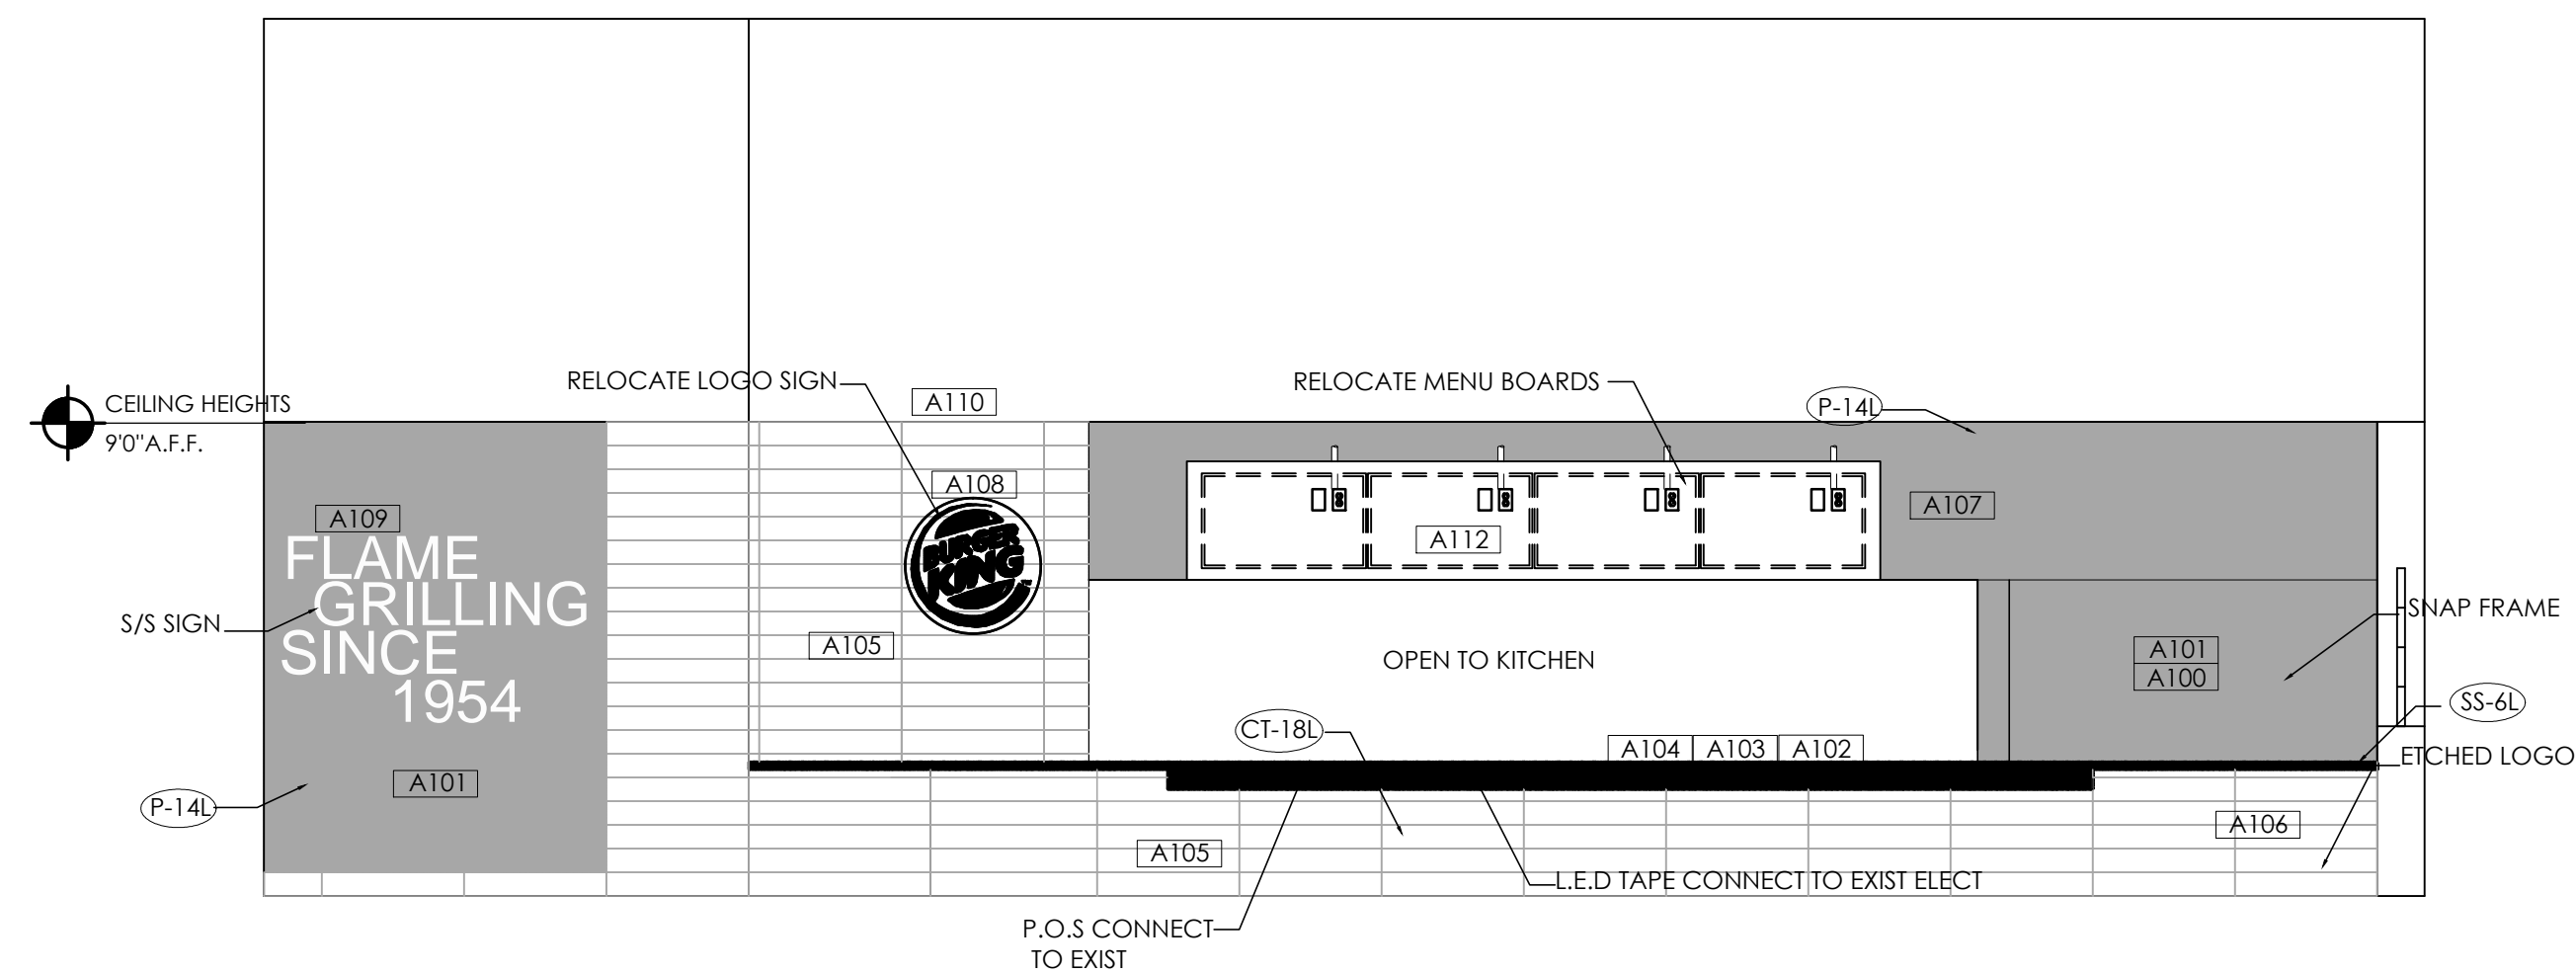 RELOCATE LOGO SIGN
RELOCATE MENU BOARDS
A110
P-14L
CEILING HEIGHTS
9'0"A.F.F.
A108
A107
A109
A112
BURGER
KING
TM
FLAME
GRILLING
SINCE
1954
S/S SIGN
SNAP FRAME
A105
OPEN TO KITCHEN
A101
A100
SS-6L
CT-18L
A104
A103
A102
ETCHED LOGO
A101
P-14L
A106
A105
L.E.D TAPE CONNECT TO EXIST ELECT
P.O.S CONNECT
TO EXIST